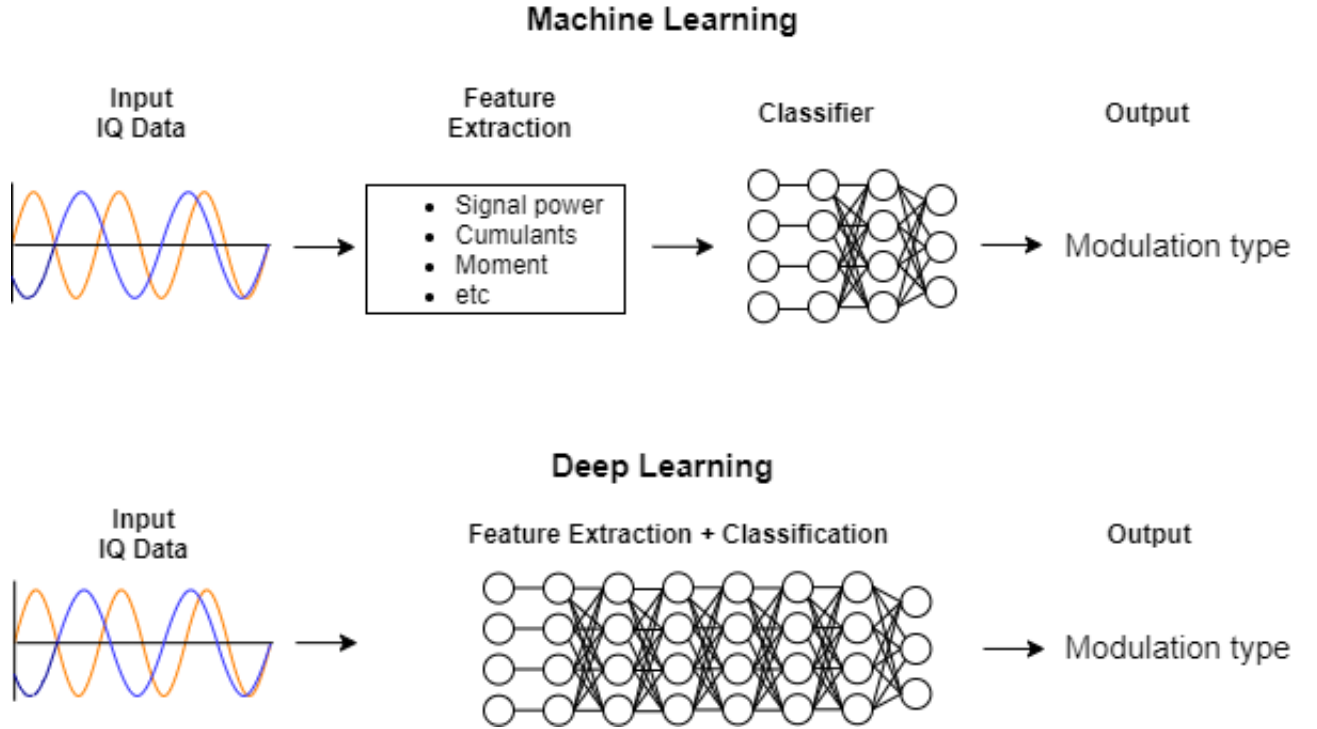 Machine Learning
Input
IQ Data
Feature
Extraction
Classifier
Output
• Signal power
• Cumulants
• Moment
• etc
Modulation type
Deep Learning
Input
IQ Data
Feature Extraction + Classification
Output
Modulation type